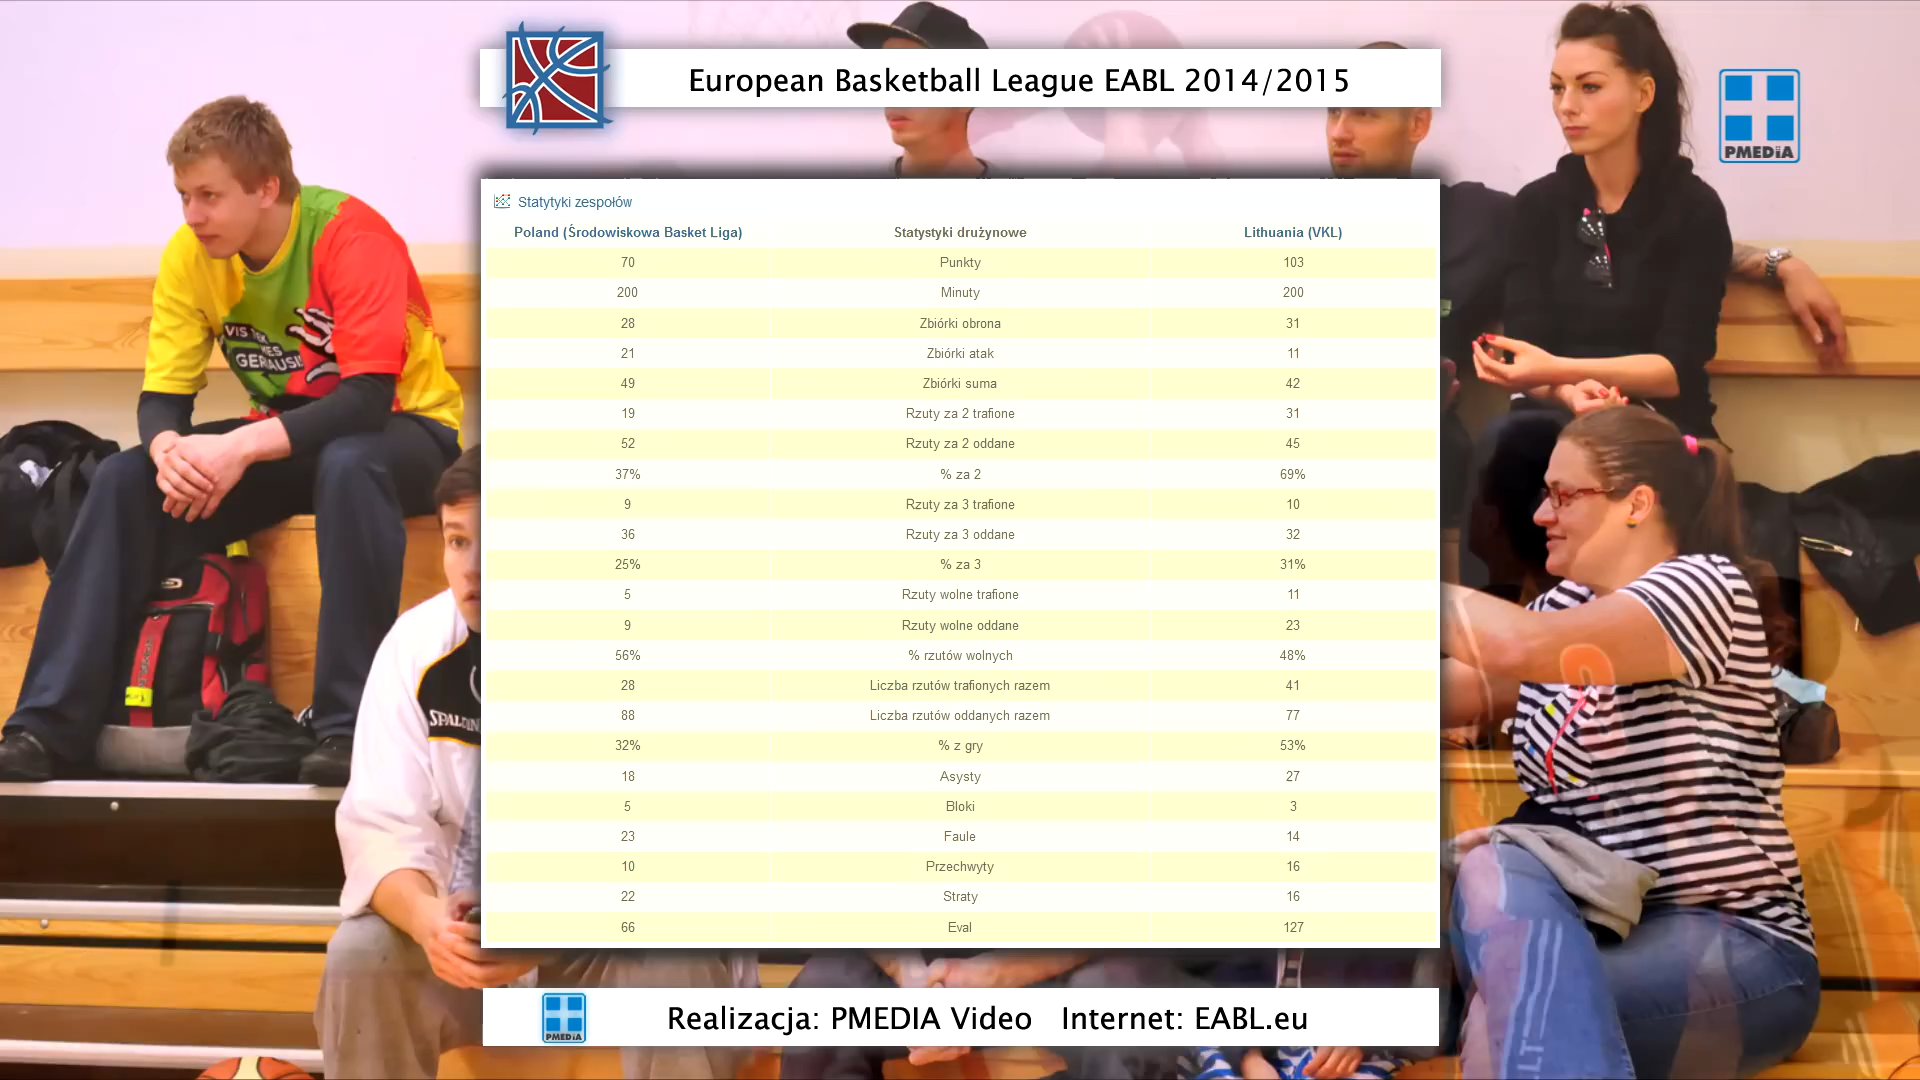 European Basketball League EABL 2014/2015
PMEDiA
Statytyki zespołów
Poland (Środowiskowa Basket Liga) Statystyki drużynowe Lithuania (VKL)
70 Punkty 103
200 Minuty 200
28 Zbiórki obrona 31
21 Zbiórki atak 11
49 Zbiórki suma 42
19 Rzuty za 2 trafione 31
52 Rzuty za 2 oddane 45
37% % za 2 69%
9 Rzuty za 3 trafione 10
36 Rzuty za 3 oddane 32
25% % za 3 31%
5 Rzuty wolne trafione 11
9 Rzuty wolne oddane 23
56% % rzutów wolnych 48%
28 Liczba rzutów trafionych razem 41
88 Liczba rzutów oddanych razem 77
32% % z gry 53%
18 Asysty 27
5 Bloki 3
23 Faule 14
10 Przechwyty 16
22 Straty 16
66 Eval 127
PMEDiA
Realizacja: PMEDIA Video Internet: EABL.eu